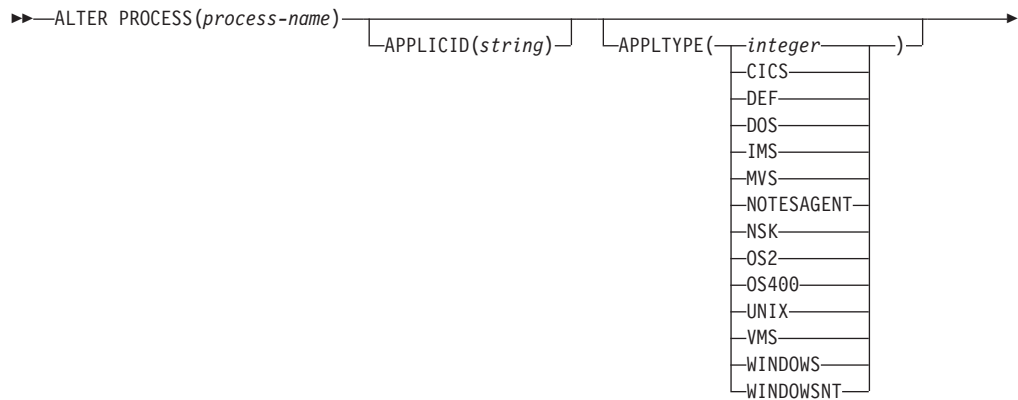 ALTER PROCESS(process-name)
APPLICID(string)
APPLTYPE( integer )
CICS
DEF
DOS
IMS
MVS
NOTESAGENT
NSK
OS2
OS400
UNIX
VMS
WINDOWS
WINDOWSNT